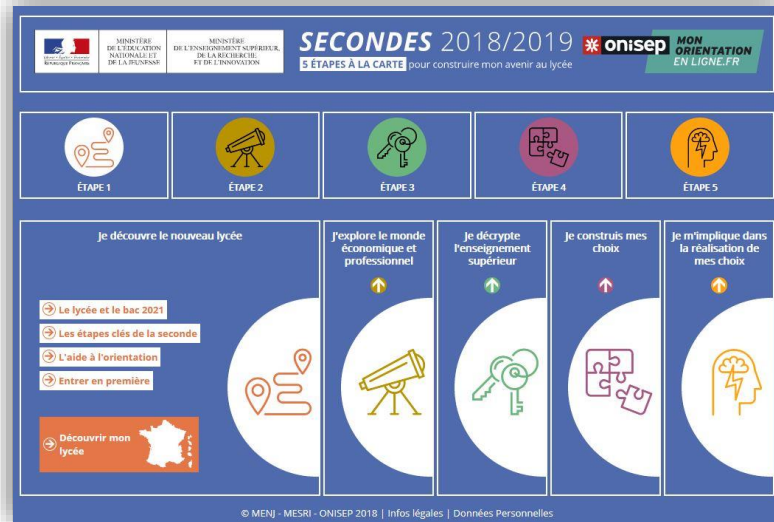 MINISTÈRE
DE L'ÉDUCATION
NATIONALE ET
DE LA JEUNESSE
MINISTÈRE
DE L'ENSEIGNEMENT SUPÉRIEUR,
DE LA RECHERCHE
ET DE L'INNOVATION
RÉPUBLIQUE FRANÇAISE
SECONDES 2018/2019
5 ÉTAPES À LA CARTE pour construire mon avenir au lycée
onisep
MON
ORIENTATION
EN LIGNE.FR
ÉTAPE 1
ÉTAPE 2
ÉTAPE 3
ÉTAPE 4
ÉTAPE 5
Je découvre le nouveau lycée
Le lycée et le bac 2021
Les étapes clés de la seconde
L'aide à l'orientation
Entrer en première
Découvrir mon
lycée
J'explore le monde
économique et
professionnel
Je décrypte
l'enseignement
supérieur
Je construis mes
choix
Je m'implique dans
la réalisation de
mes choix
© MENJ - MESRI - ONISEP 2018 | Infos légales | Données Personnelles